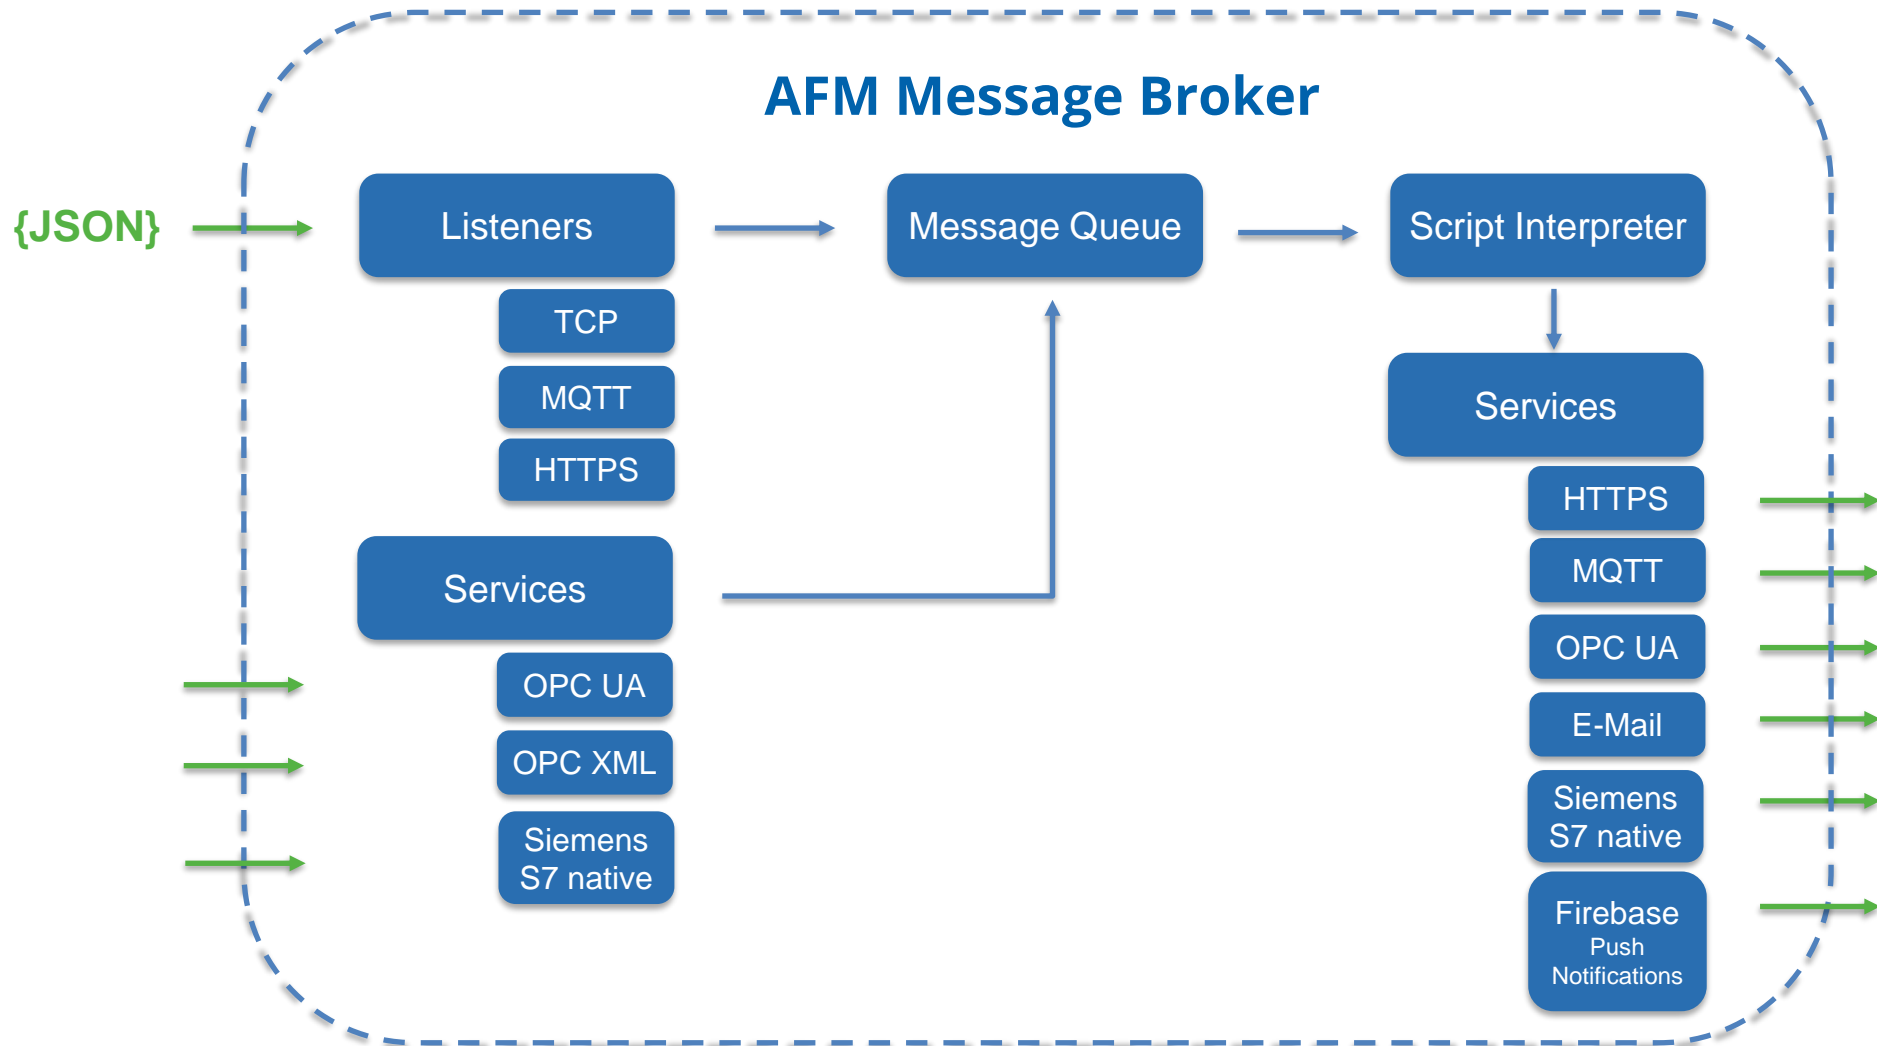 AFM Message Broker
{JSON}
Listeners
Message Queue
Script Interpreter
TCP
MQTT
HTTPS
Services
OPC UA
OPC XML
Siemens
S7 native
Services
HTTPS
MQTT
OPC UA
E-Mail
Siemens
S7 native
Firebase
Push
Notifications